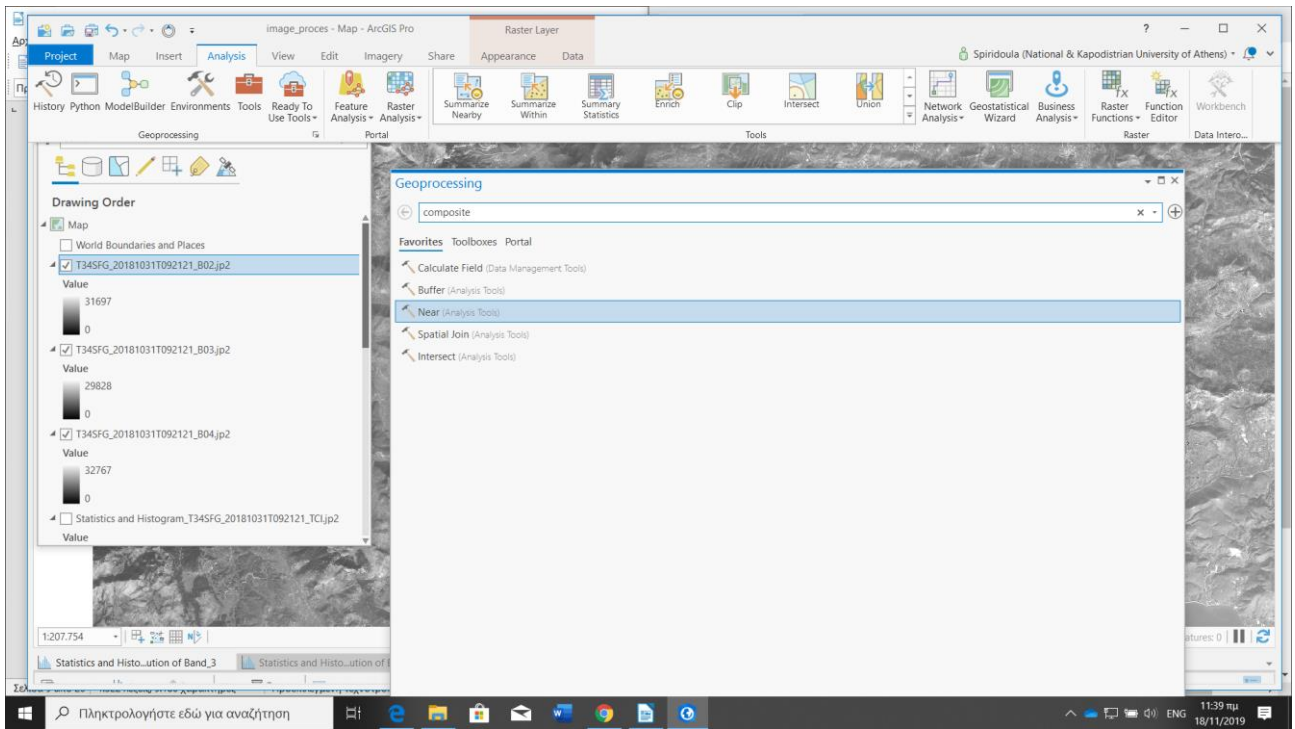 image_proces - Map - ArcGIS Pro
Raster Layer
?
Project Map Insert Analysis View Edit Imagery Share Appearance Data
Spiridoula (National & Kapodistrian University of Athens)
History Python ModelBuilder Environments Tools Ready To Use Tools
Feature Analysis Raster Analysis
Summarize Nearby Summarize Within Summary Statistics Enrich Clip Intersect Union
Network Analysis Geostatistical Wizard Business Analysis Raster Functions Function Editor Workbench
Geoprocessing Portal Tools Raster Data Intero...
Drawing Order
Map
World Boundaries and Places
T34SFG_20181031T092121_B02.jp2
Value
31697
0
T34SFG_20181031T092121_B03.jp2
Value
29828
0
T34SFG_20181031T092121_B04.jp2
Value
32767
0
Statistics and Histogram_T34SFG_20181031T092121_TCI.jp2
Value
Geoprocessing
composite
Favorites Toolboxes Portal
Calculate Field (Data Management Tools)
Buffer (Analysis Tools)
Near (Analysis Tools)
Spatial Join (Analysis Tools)
Intersect (Analysis Tools)
1:207.754
atures: 0
Statistics and Histo...ution of Band_3
Statistics and Histo...ution of
Πληκτρολογήστε εδώ για αναζήτηση
ENG
11:39 πμ
18/11/2019